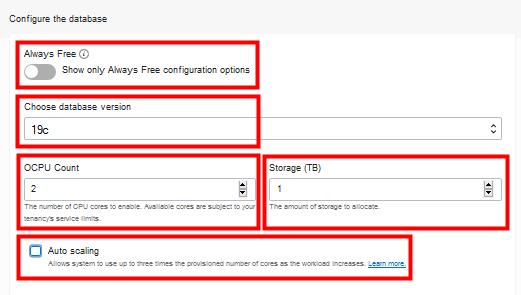 Configure the database
Always Free
Show only Always Free configuration options
Choose database version
19c
OCPU Count
2
The number of CPU cores to enable. Available cores are subject to your
tenancy's service limits.
Storage (TB)
1
The amount of storage to allocate.
Auto scaling
Allows system to use up to three times the provisioned number of cores as the workload increases. Learn more.